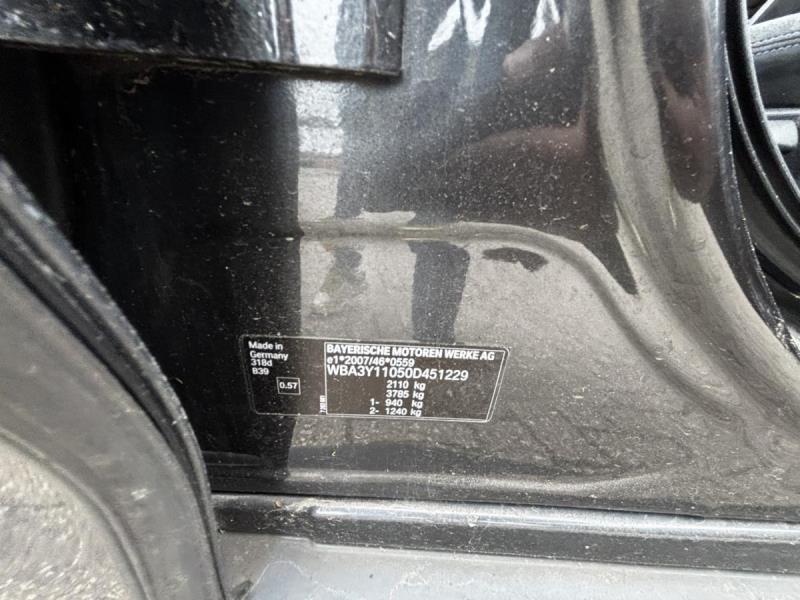 Made in
Germany
318d
B39
0.57
BAYERISCHE MOTOREN WERKE AG
e1*2007/46*0559
WBA3Y11050D451229
2110 kg
3785 kg
1- 940 kg
2- 1240 kg